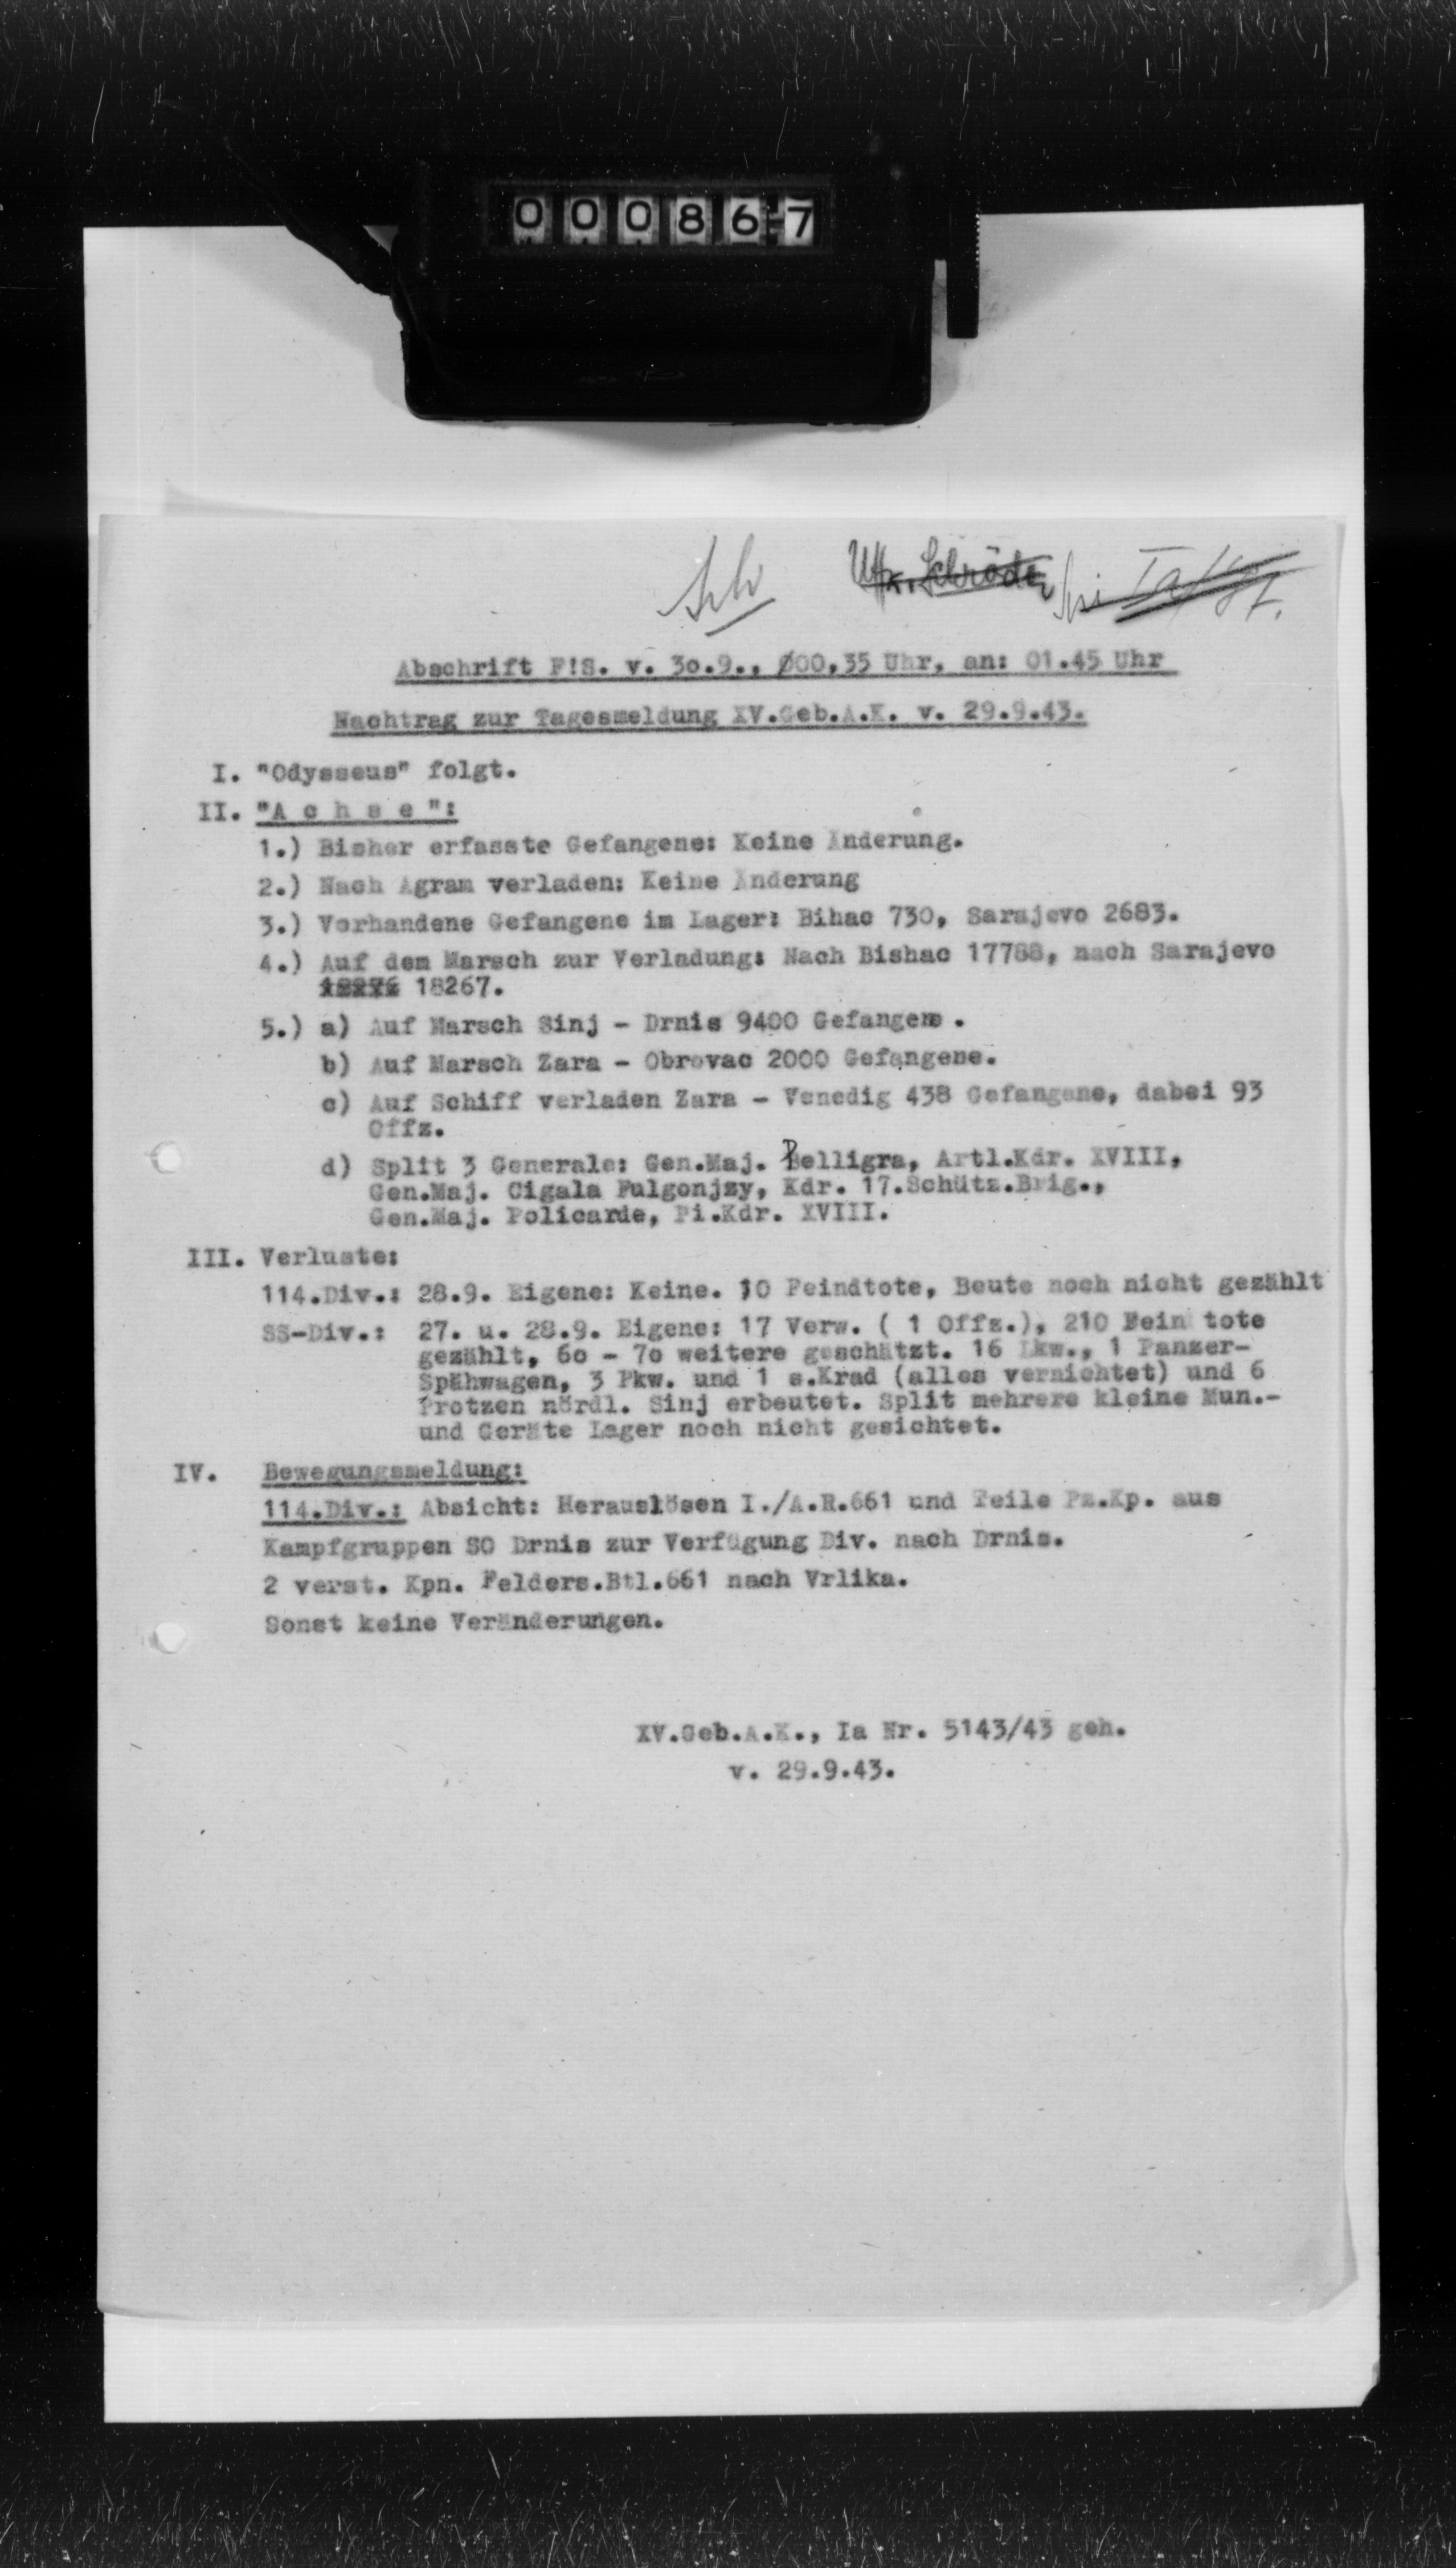 000867
Uffz. Schröder
Abschrift F!S. v. 30.9., 000,35 Uhr, an: 01.45 Uhr
Nachtrag zur Tagesmeldung XV.Geb.A.K. v. 29.9.43.
I. "Odysseus" folgt.
II. "A c h s e":
1.) Bisher erfasste Gefangene: Keine Änderung.
2.) Nach Agram verladen: Keine Änderung
3.) Vorhandene Gefangene im Lager: Bihac 730, Sarajevo 2683.
4.) Auf dem Marsch zur Verladung: Nach Bishac 17788, nach Sarajevo
18267.
5.) a) Auf Marsch Sinj - Drnis 9400 Gefangene.
b) Auf Marsch Zara - Obrovac 2000 Gefangene.
c) Auf Schiff verladen Zara - Venedig 438 Gefangene, dabei 93
Offz.
d) Split 3 Generale: Gen.Maj. Pelligra, Artl.Kdr. XVIII,
Gen.Maj. Cigala Fulgonjzy, Kdr. 17.Schütz.Brig.,
Gen.Maj. Policarde, Pi.Kdr. XVIII.
III. Verluste:
114.Div.: 28.9. Eigene: Keine. 10 Feindtote, Beute noch nicht gezählt
SS-Div.: 27. u. 28.9. Eigene: 17 Verw. ( 1 Offz.), 210 Fein tote
gezählt, 60 - 70 weitere geschätzt. 16 Lkw., 1 Panzer-
Spähwagen, 3 Pkw. und 1 s.Krad (alles vernichtet) und 6
Protzen nördl. Sinj erbeutet. Split mehrere kleine Mun.-
und Geräte Lager noch nicht gesichtet.
IV. Bewegungsmeldung:
114.Div.: Absicht: Herauslösen I./A.R.661 und Teile Pz.Kp. aus
Kampfgruppen SO Drnis zur Verfügung Div. nach Drnis.
2 verst. Kpn. Felders.Btl.661 nach Vrlika.
Sonst keine Veränderungen.
XV.Geb.A.K., Ia Nr. 5143/43 geh.
v. 29.9.43.